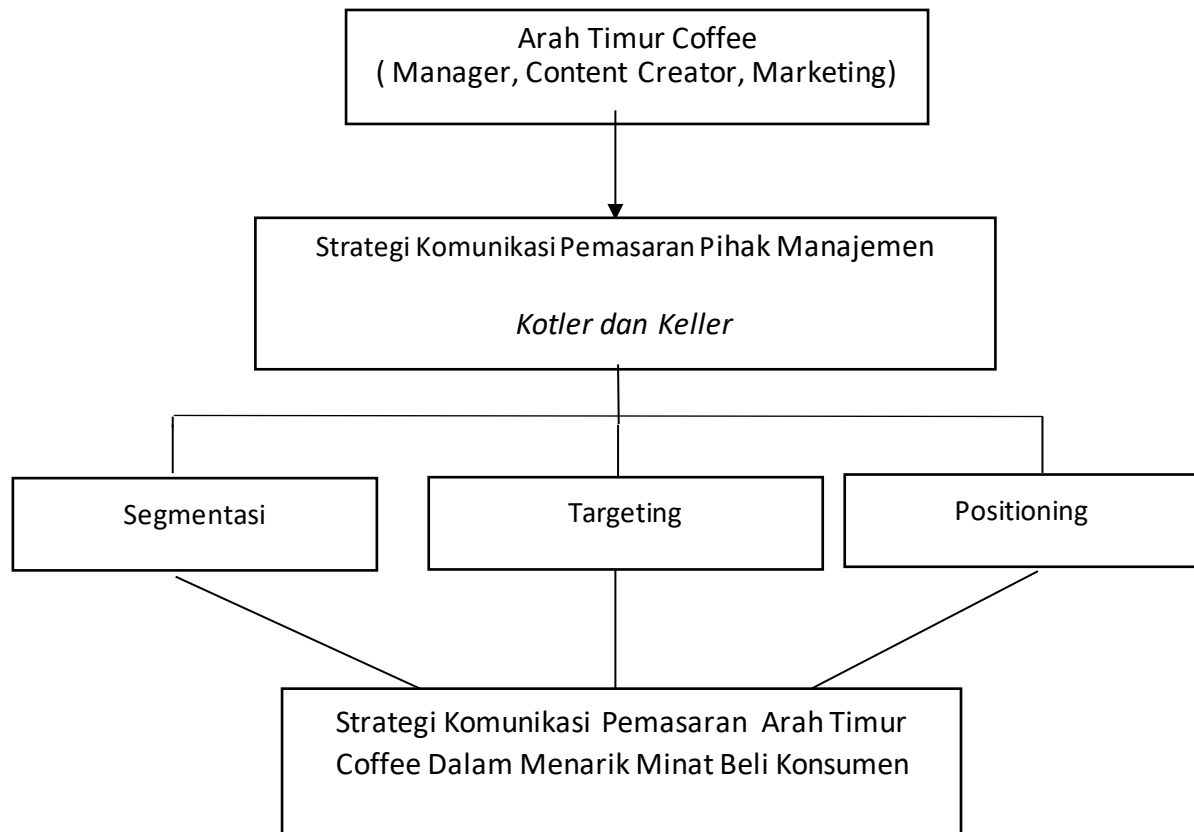 Arah Timur Coffee
( Manager, Content Creator, Marketing)
Strategi Komunikasi Pemasaran Pihak Manajemen
Kotler dan Keller
Segmentasi
Targeting
Positioning
Strategi Komunikasi Pemasaran Arah Timur
Coffee Dalam Menarik Minat Beli Konsumen